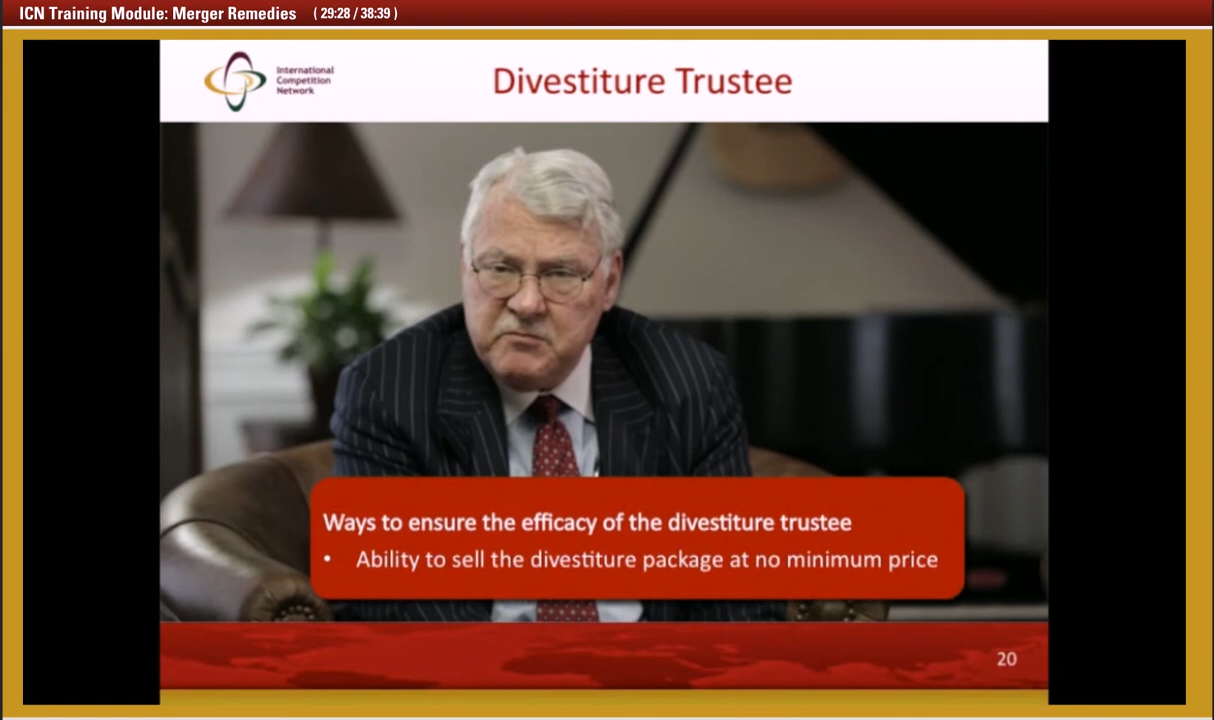 ICN Training Module: Merger Remedies ( 29:28 / 38:39 )
International
Competition
Network
Divestiture Trustee
Ways to ensure the efficacy of the divestiture trustee
• Ability to sell the divestiture package at no minimum price
20